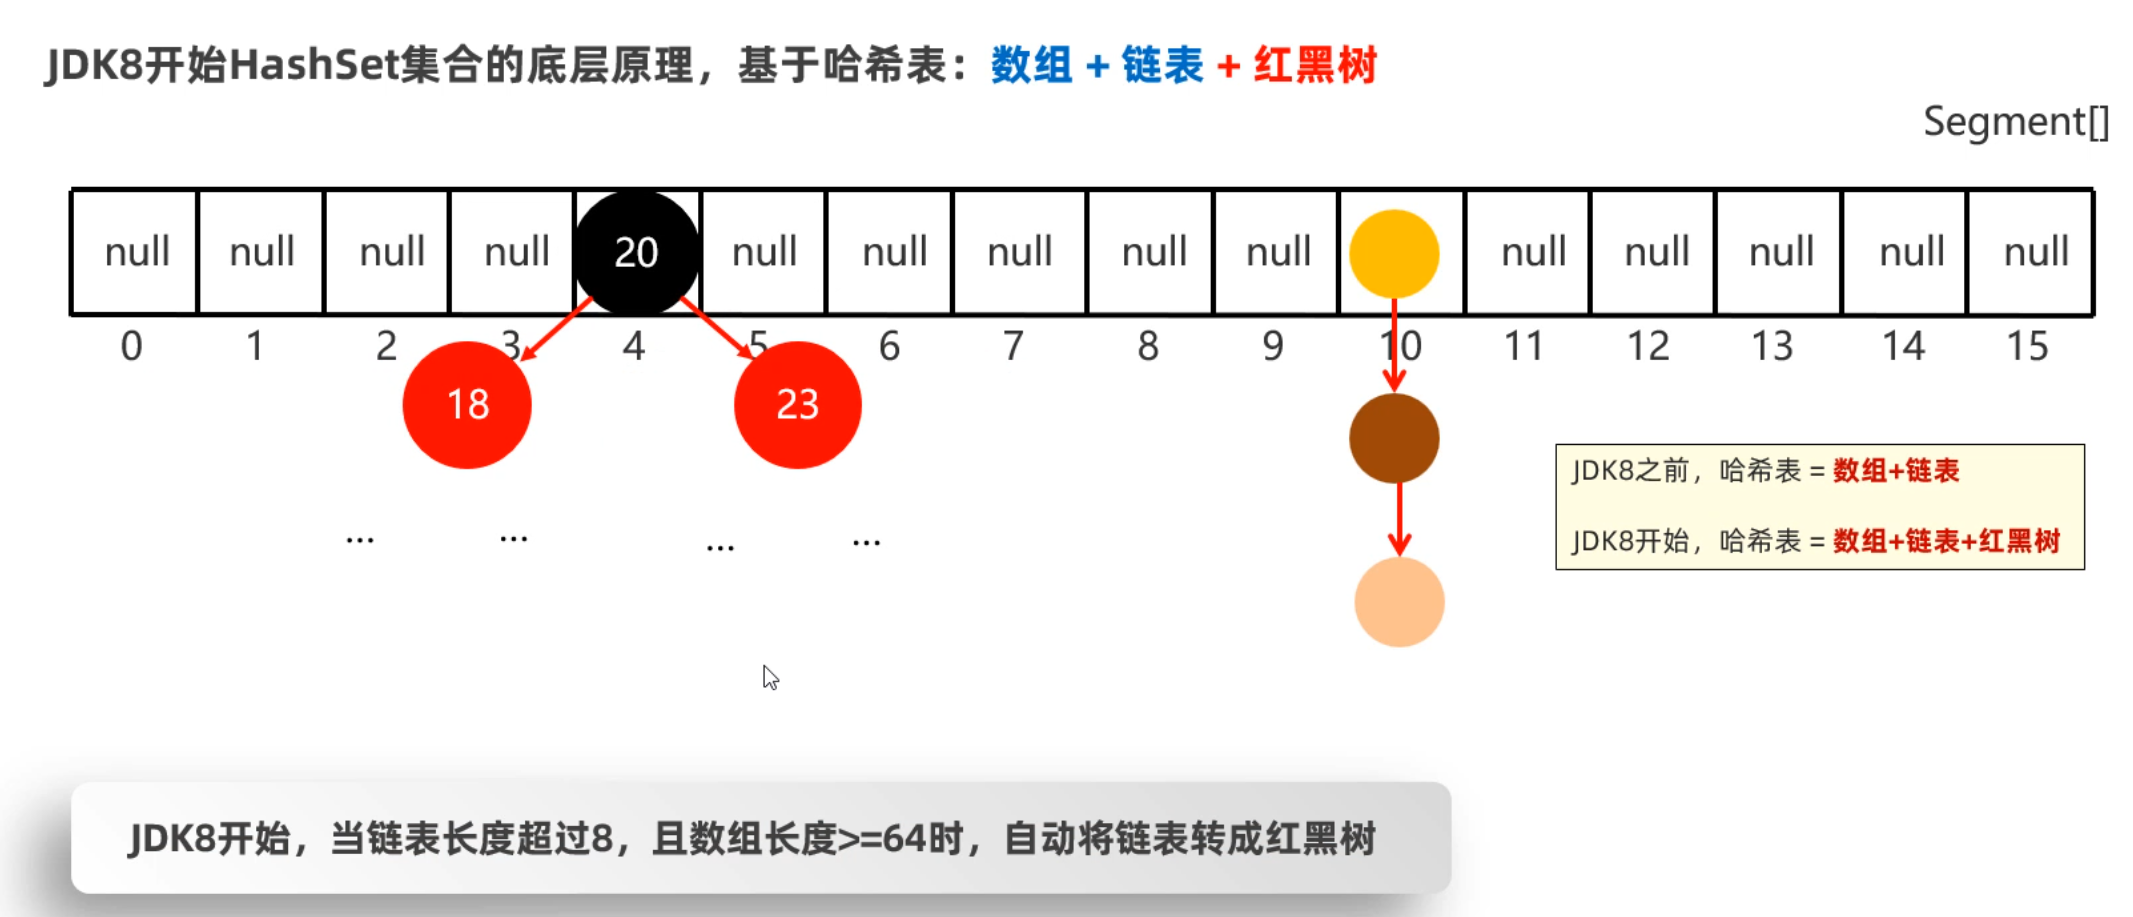 JDK8开始HashSet集合的底层原理，基于哈希表：数组 + 链表 + 红黑树
Segment[]
null null null null 20 null null null null null null null null null null
0 1 2 3 4 5 6 7 8 9 10 11 12 13 14 15
18 23
JDK8之前，哈希表 = 数组+链表
... ... ... ...
JDK8开始，哈希表 = 数组+链表+红黑树
JDK8开始，当链表长度超过8，且数组长度>=64时，自动将链表转成红黑树